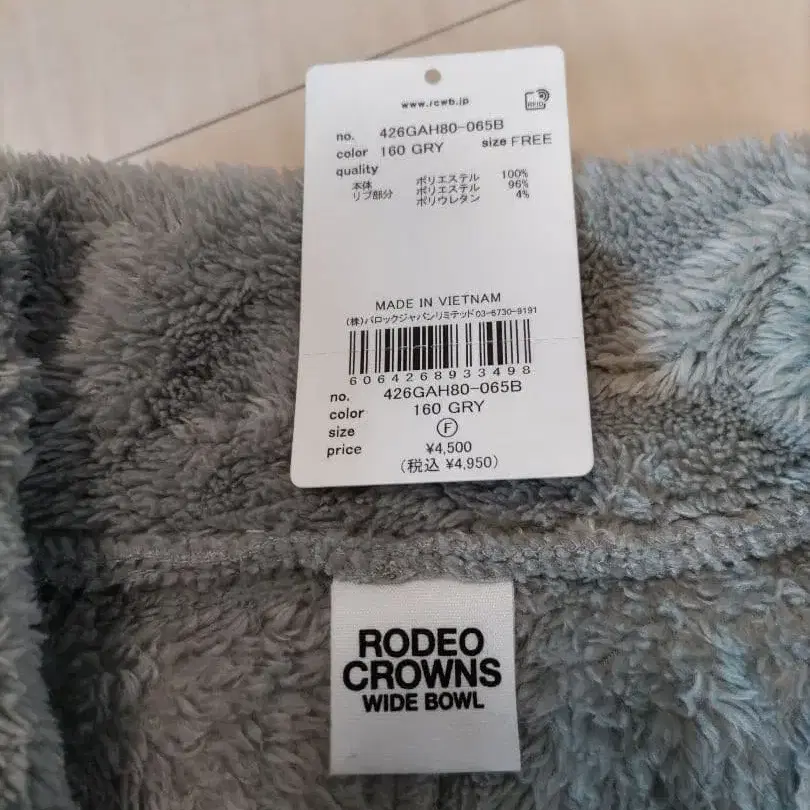 www.rcwb.jp
RFID
no. 426GAH80-065B
color 160 GRY size FREE
quality
本体 ポリエステル 100%
リブ部分 ポリエステル 96%
ポリウレタン 4%
MADE IN VIETNAM
(株)バロックジャパンリミテッド03-6730-9191
6064268933498
no. 426GAH80-065B
color 160 GRY
size F
price ¥4,500
(税込 ¥4,950)
RODEO
CROWNS
WIDE BOWL